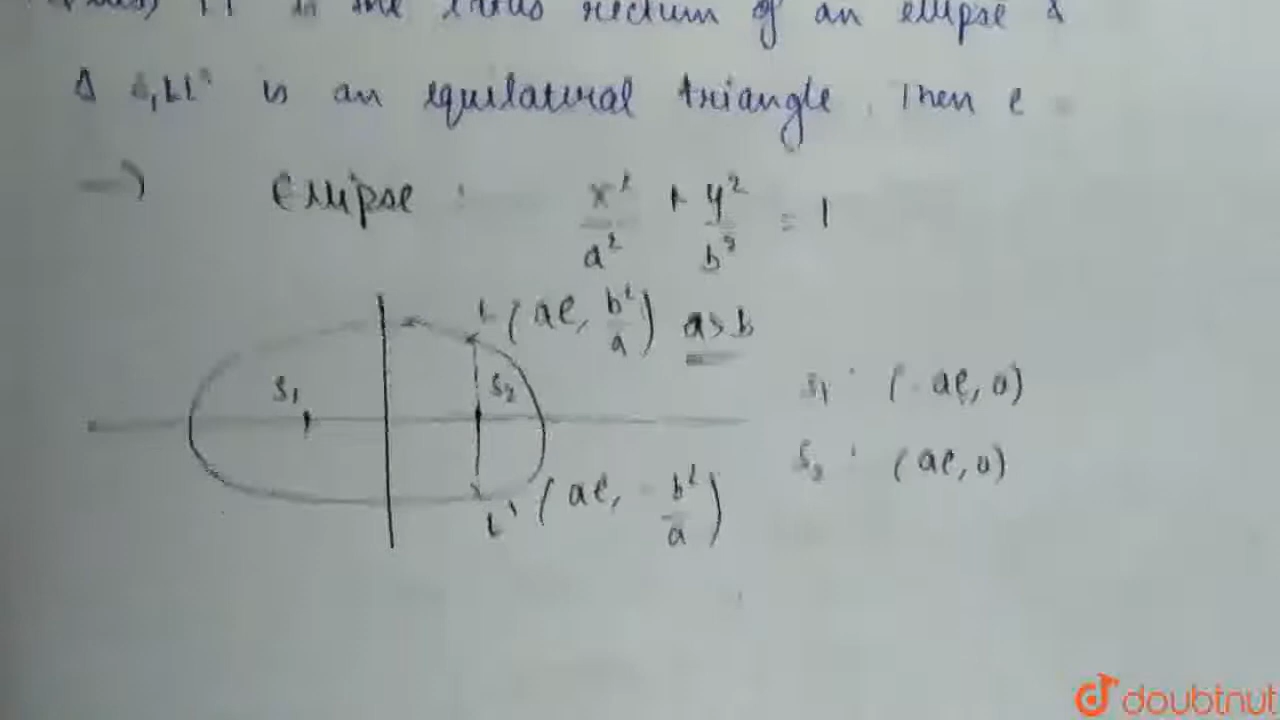 is the latus rectum of an ellipse &
Δ S₁LL' is an equilateral triangle. Then e
→ Ellipse : x²/a² + y²/b² = 1
L (ae, b²/a) a>b
S₁ S₂
S₁ : (-ae, 0)
S₂ : (ae, 0)
L' (ae, -b²/a)
doubtnut